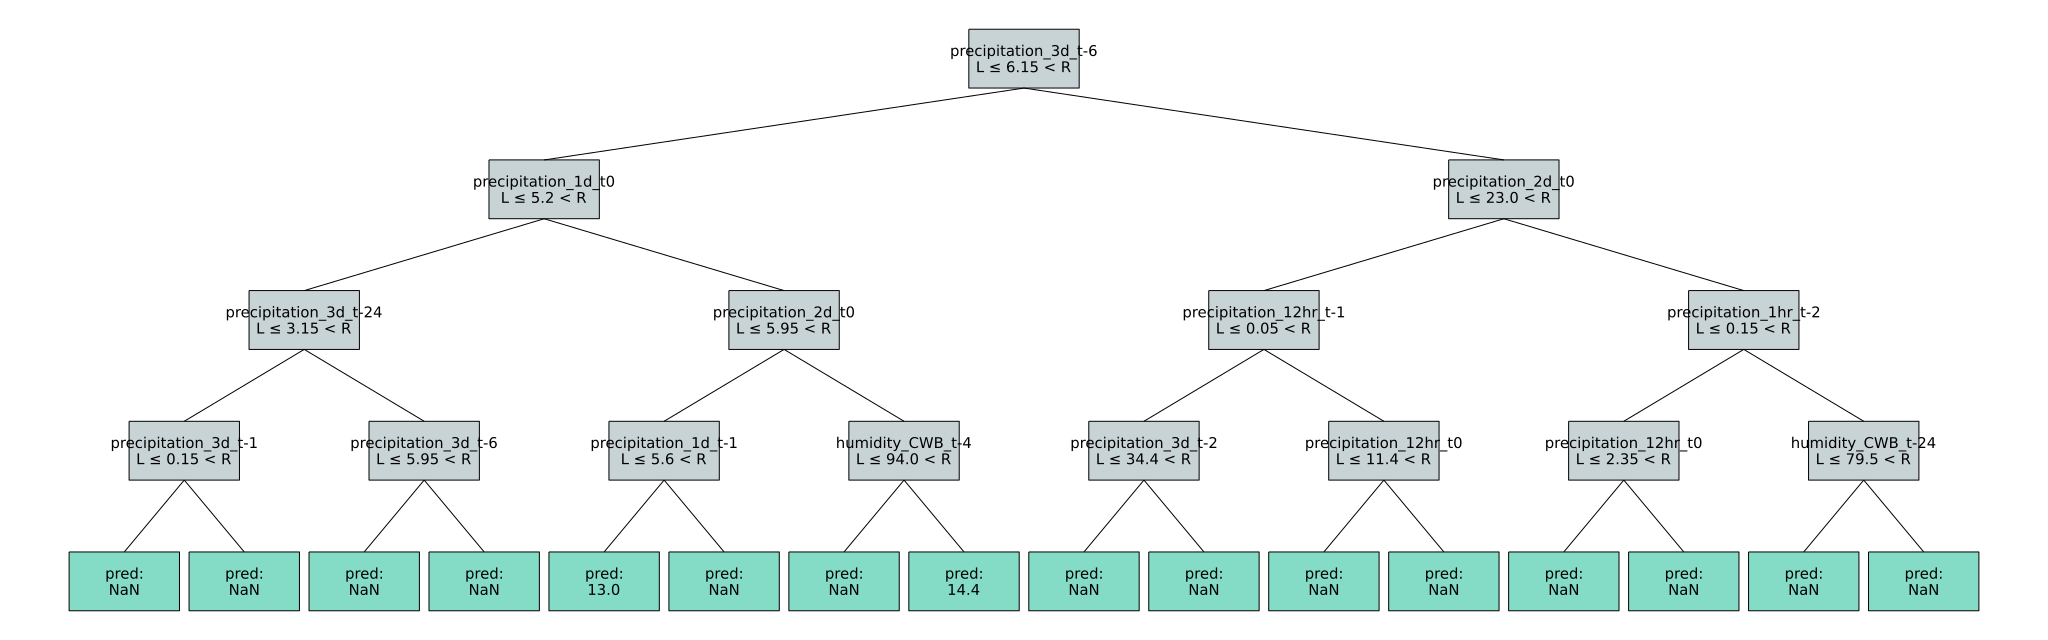 precipitation_3d_t-6
L ≤ 6.15 < R
precipitation_1d_t0
L ≤ 5.2 < R
precipitation_2d_t0
L ≤ 23.0 < R
precipitation_3d_t-24
L ≤ 3.15 < R
precipitation_2d_t0
L ≤ 5.95 < R
precipitation_12hr_t-1
L ≤ 0.05 < R
precipitation_1hr_t-2
L ≤ 0.15 < R
precipitation_3d_t-1
L ≤ 0.15 < R
precipitation_3d_t-6
L ≤ 5.95 < R
precipitation_1d_t-1
L ≤ 5.6 < R
humidity_CWB_t-4
L ≤ 94.0 < R
precipitation_3d_t-2
L ≤ 34.4 < R
precipitation_12hr_t0
L ≤ 11.4 < R
precipitation_12hr_t0
L ≤ 2.35 < R
humidity_CWB_t-24
L ≤ 79.5 < R
pred:
NaN
pred:
NaN
pred:
NaN
pred:
NaN
pred:
13.0
pred:
NaN
pred:
NaN
pred:
14.4
pred:
NaN
pred:
NaN
pred:
NaN
pred:
NaN
pred:
NaN
pred:
NaN
pred:
NaN
pred:
NaN